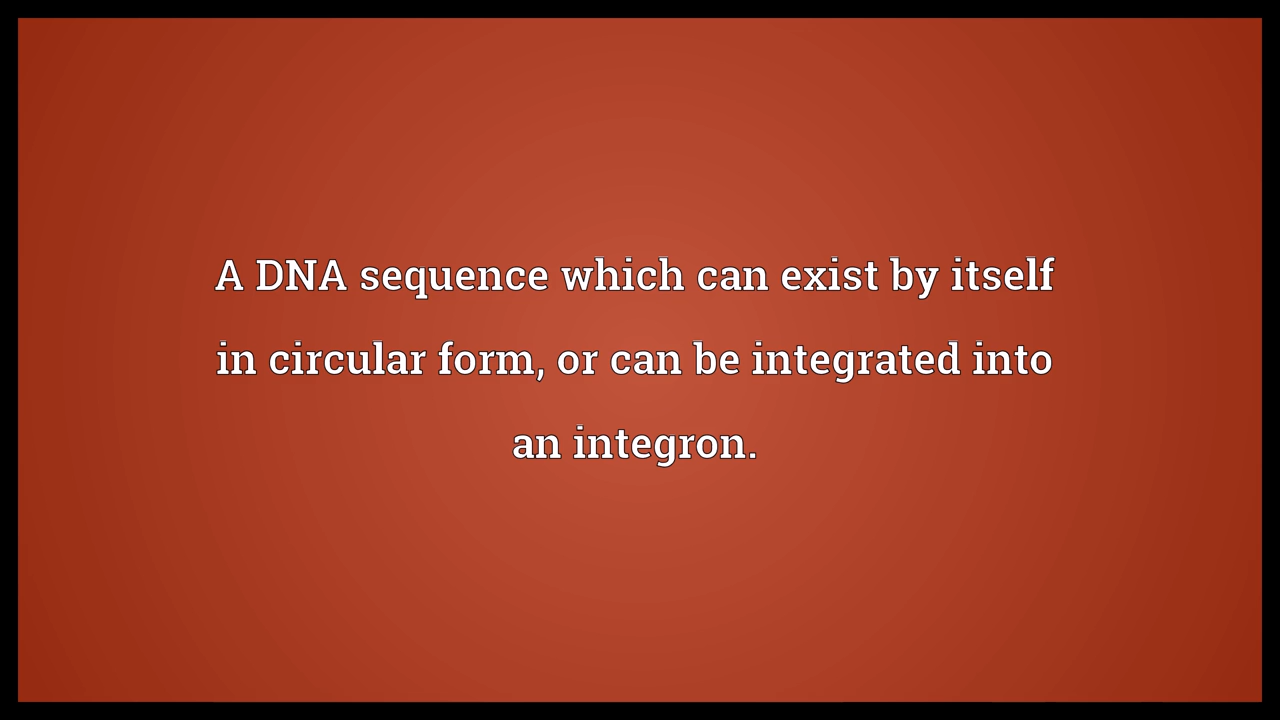 A DNA sequence which can exist by itself
in circular form, or can be integrated into
an integron.